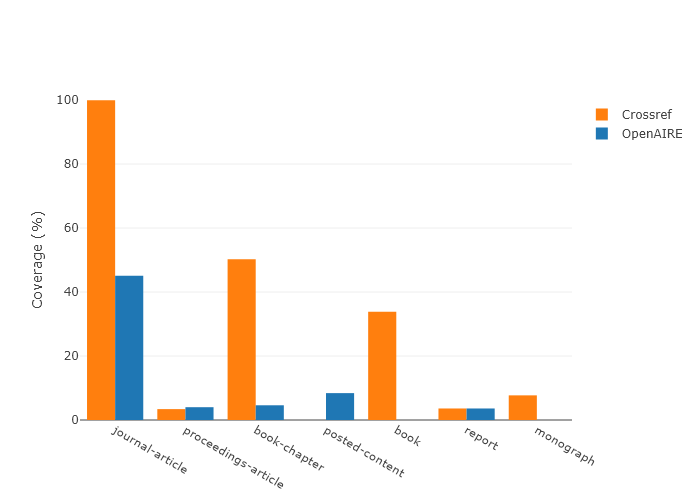 100
80
60
40
20
0
Coverage (%)
journal-article
proceedings-article
book-chapter
posted-content
book
report
monograph
Crossref
OpenAIRE